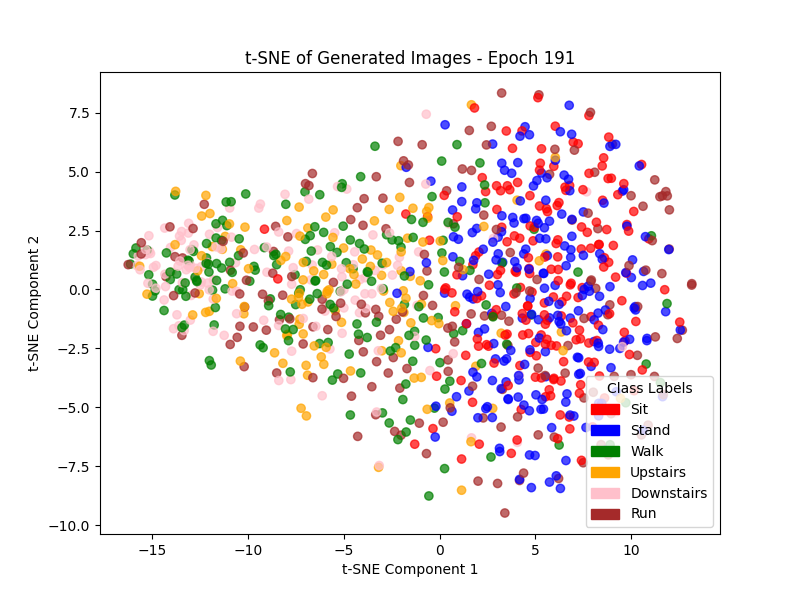 t-SNE of Generated Images - Epoch 191
t-SNE Component 2
7.5
5.0
2.5
0.0
−2.5
−5.0
−7.5
−10.0
Class Labels
Sit
Stand
Walk
Upstairs
Downstairs
Run
−15
−10
−5
0
5
10
t-SNE Component 1